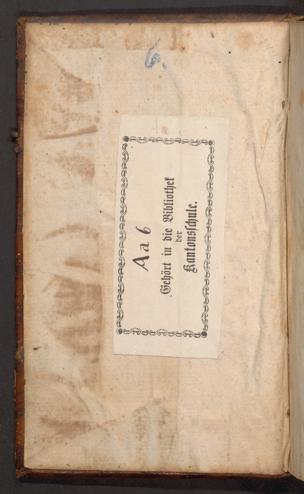 6.
Aa 6
Gehört in die Bibliothek
der
Kantonsschule.